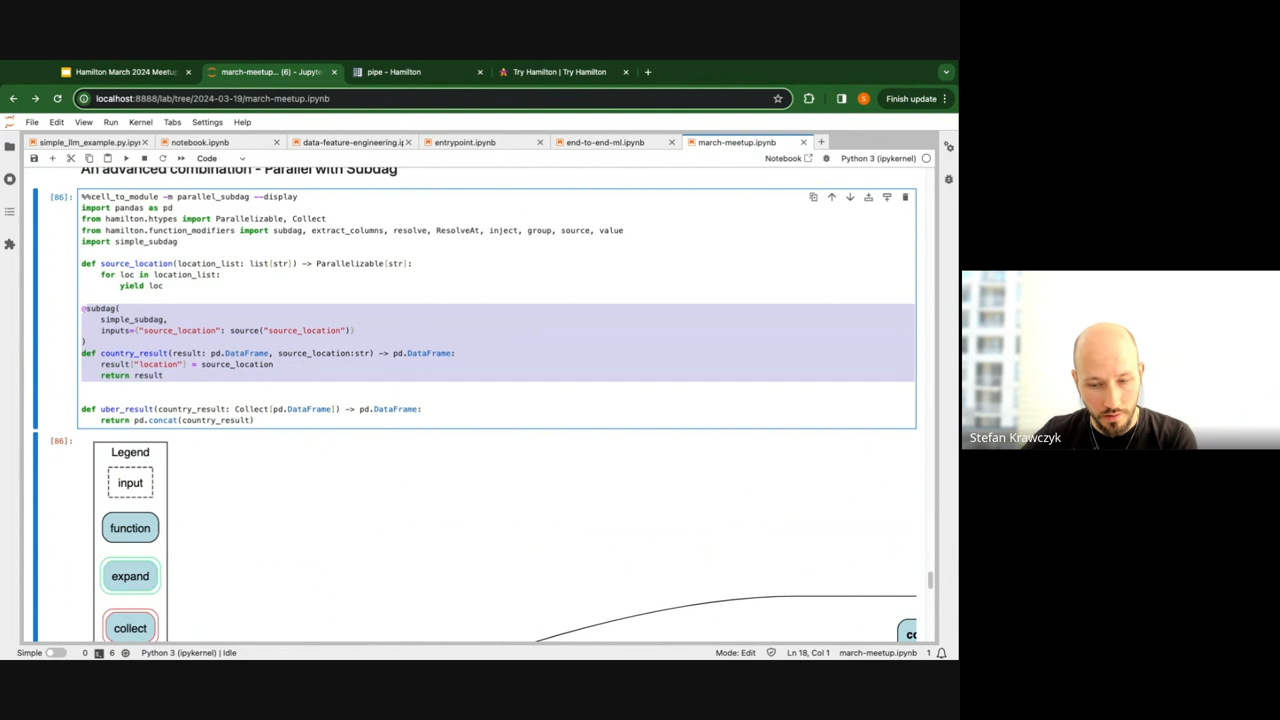 Hamilton March 2024 Meetup
march-meetup... (6) - Jupyte
pipe - Hamilton
Try Hamilton | Try Hamilton
localhost:8888/lab/tree/2024-03-19/march-meetup.ipynb
S
Finish update
File Edit View Run Kernel Tabs Settings Help
simple_llm_example.py.ipyr
notebook.ipynb
data-feature-engineering.ip
entrypoint.ipynb
end-to-end-ml.ipynb
march-meetup.ipynb
Code
Notebook
Python 3 (ipykernel)
An advanced combination - Parallel with Subdag
[86]:
%%cell_to_module -m parallel_subdag --display
import pandas as pd
from hamilton.htypes import Parallelizable, Collect
from hamilton.function_modifiers import subdag, extract_columns, resolve, ResolveAt, inject, group, source, value
import simple_subdag
def source_location(location_list: list[str]) -> Parallelizable[str]:
for loc in location_list:
yield loc
@subdag(
simple_subdag,
inputs={"source_location": source("source_location")}
)
def country_result(result: pd.DataFrame, source_location:str) -> pd.DataFrame:
result["location"] = source_location
return result
def uber_result(country_result: Collect[pd.DataFrame]) -> pd.DataFrame:
return pd.concat(country_result)
[86]:
Legend
input
function
expand
collect
cc
Simple
0
6
Python 3 (ipykernel) | Idle
Mode: Edit
Ln 18, Col 1
march-meetup.ipynb
1
Stefan Krawczyk